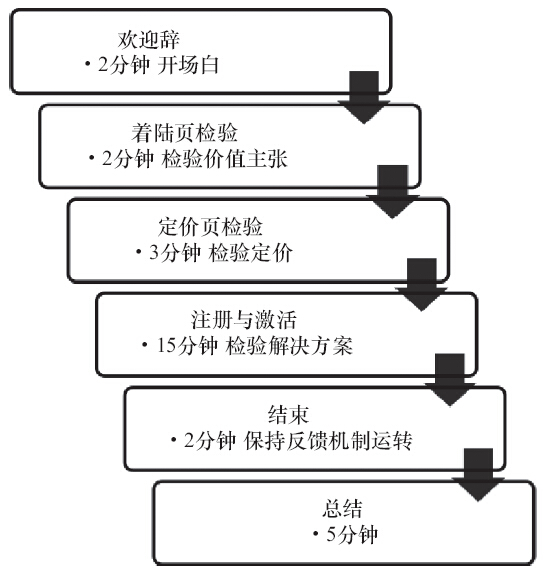 欢迎辞
·2分钟 开场白
着陆页检验
·2分钟 检验价值主张
定价页检验
·3分钟 检验定价
注册与激活
·15分钟 检验解决方案
结束
·2分钟 保持反馈机制运转
总结
·5分钟